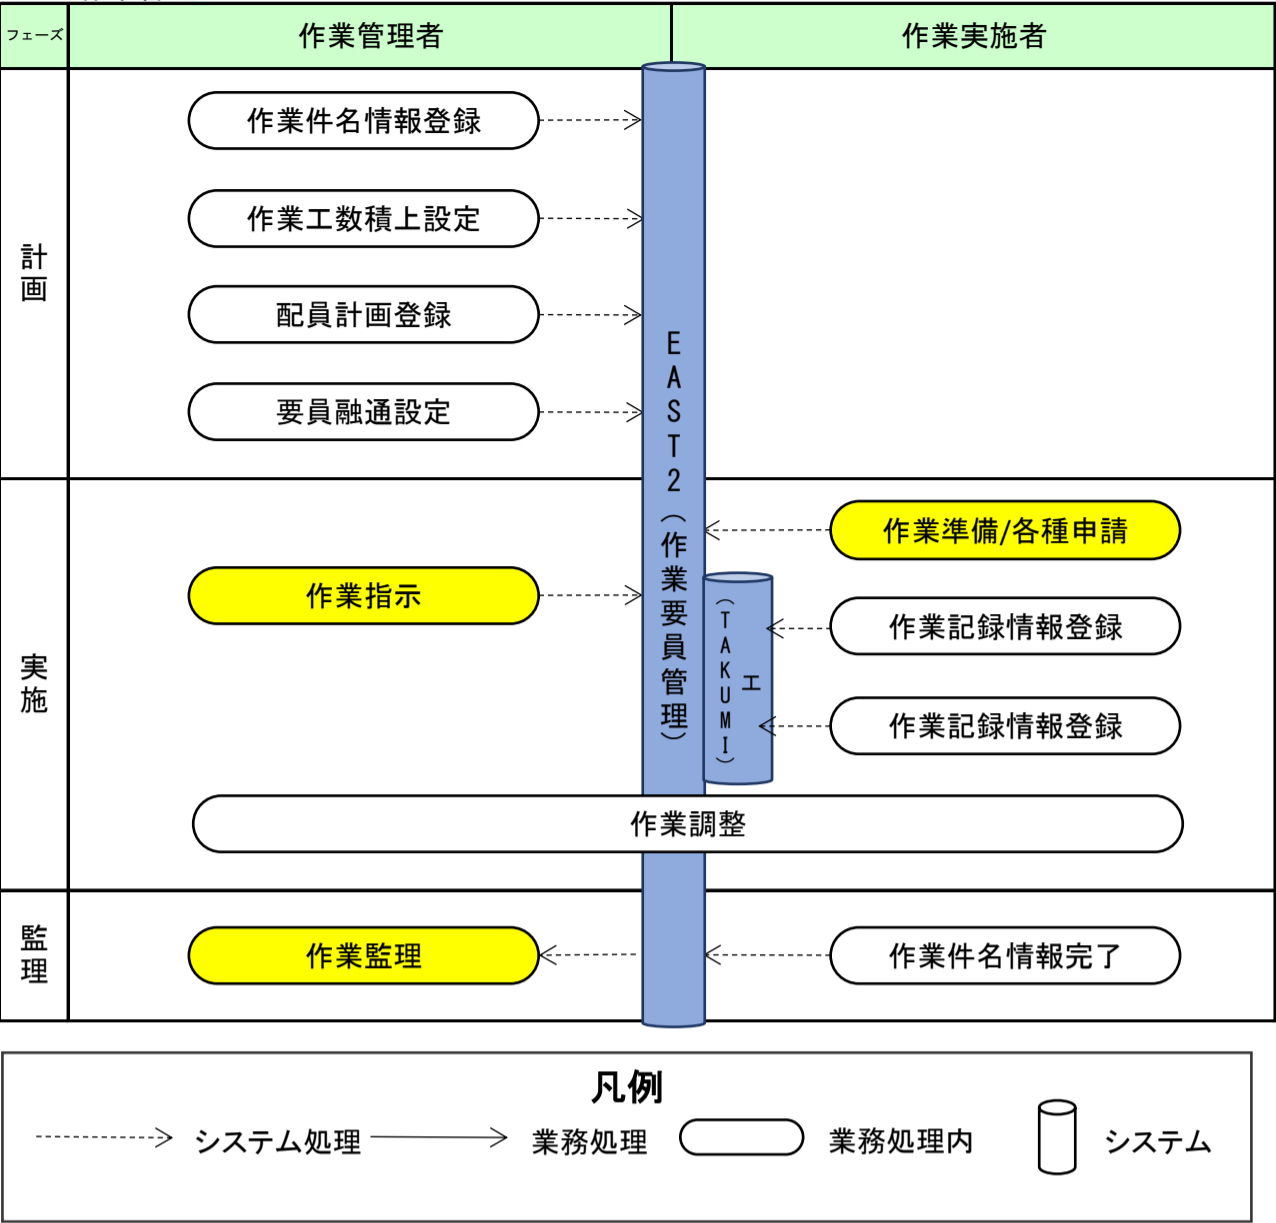 フェーズ
作業管理者
作業実施者
計画
作業件名情報登録
作業工数積上設定
配員計画登録
要員融通設定
EAST2(作業要員管理)
実施
作業準備/各種申請
作業指示
工
(TAKUMI)
作業記録情報登録
作業記録情報登録
作業調整
監理
作業監理
作業件名情報完了
凡例
システム処理
業務処理
業務処理内
システム